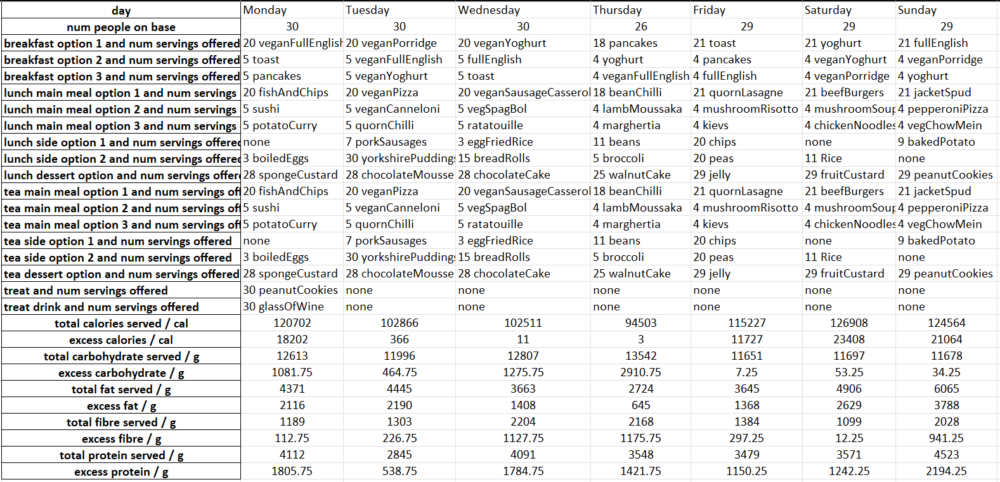 day Monday Tuesday Wednesday Thursday Friday Saturday Sunday
num people on base 30 30 30 26 29 29 29
breakfast option 1 and num servings offered 20 veganFullEnglish 20 veganPorridge 20 veganYoghurt 18 pancakes 21 toast 21 yoghurt 21 fullEnglish
breakfast option 2 and num servings offered 5 toast 5 veganFullEnglish 5 fullEnglish 4 yoghurt 4 pancakes 4 veganYoghurt 4 veganPorridge
breakfast option 3 and num servings offered 5 pancakes 5 veganYoghurt 5 toast 4 veganFullEnglish 4 fullEnglish 4 veganPorridge 4 yoghurt
lunch main meal option 1 and num servings 20 fishAndChips 20 veganPizza 20 veganSausageCasserol 18 beanChilli 21 quornLasagne 21 beefBurgers 21 jacketSpud
lunch main meal option 2 and num servings 5 sushi 5 veganCanneloni 5 vegSpagBol 4 lambMoussaka 4 mushroomRisotto 4 mushroomSoup 4 pepperoniPizza
lunch main meal option 3 and num servings 5 potatoCurry 5 quornChilli 5 ratatouille 4 marghertia 4 kievs 4 chickenNoodles 4 vegChowMein
lunch side option 1 and num servings offered none 7 porkSausages 3 eggFriedRice 11 beans 20 chips none 9 bakedPotato
lunch side option 2 and num servings offered 3 boiledEggs 30 yorkshirePuddings 15 breadRolls 5 broccoli 20 peas 11 Rice none
lunch dessert option and num servings offere 28 spongeCustard 28 chocolateMousse 28 chocolateCake 25 walnutCake 29 jelly 29 fruitCustard 29 peanutCookies
tea main meal option 1 and num servings off 20 fishAndChips 20 veganPizza 20 veganSausageCasserol 18 beanChilli 21 quornLasagne 21 beefBurgers 21 jacketSpud
tea main meal option 2 and num servings off 5 sushi 5 veganCanneloni 5 vegSpagBol 4 lambMoussaka 4 mushroomRisotto 4 mushroomSoup 4 pepperoniPizza
tea main meal option 3 and num servings off 5 potatoCurry 5 quornChilli 5 ratatouille 4 marghertia 4 kievs 4 chickenNoodles 4 vegChowMein
tea side option 1 and num servings offered none 7 porkSausages 3 eggFriedRice 11 beans 20 chips none 9 bakedPotato
tea side option 2 and num servings offered 3 boiledEggs 30 yorkshirePuddings 15 breadRolls 5 broccoli 20 peas 11 Rice none
tea dessert option and num servings offered 28 spongeCustard 28 chocolateMousse 28 chocolateCake 25 walnutCake 29 jelly 29 fruitCustard 29 peanutCookies
treat and num servings offered 30 peanutCookies none none none none none none
treat drink and num servings offered 30 glassOfWine none none none none none none
total calories served / cal 120702 102866 102511 94503 115227 126908 124564
excess calories / cal 18202 366 11 3 11727 23408 21064
total carbohydrate served / g 12613 11996 12807 13542 11651 11697 11678
excess carbohydrate / g 1081.75 464.75 1275.75 2910.75 7.25 53.25 34.25
total fat served / g 4371 4445 3663 2724 3645 4906 6065
excess fat / g 2116 2190 1408 645 1368 2629 3788
total fibre served / g 1189 1303 2204 2168 1384 1099 2028
excess fibre / g 112.75 226.75 1127.75 1175.75 297.25 12.25 941.25
total protein served / g 4112 2845 4091 3548 3479 3571 4523
excess protein / g 1805.75 538.75 1784.75 1421.75 1150.25 1242.25 2194.25